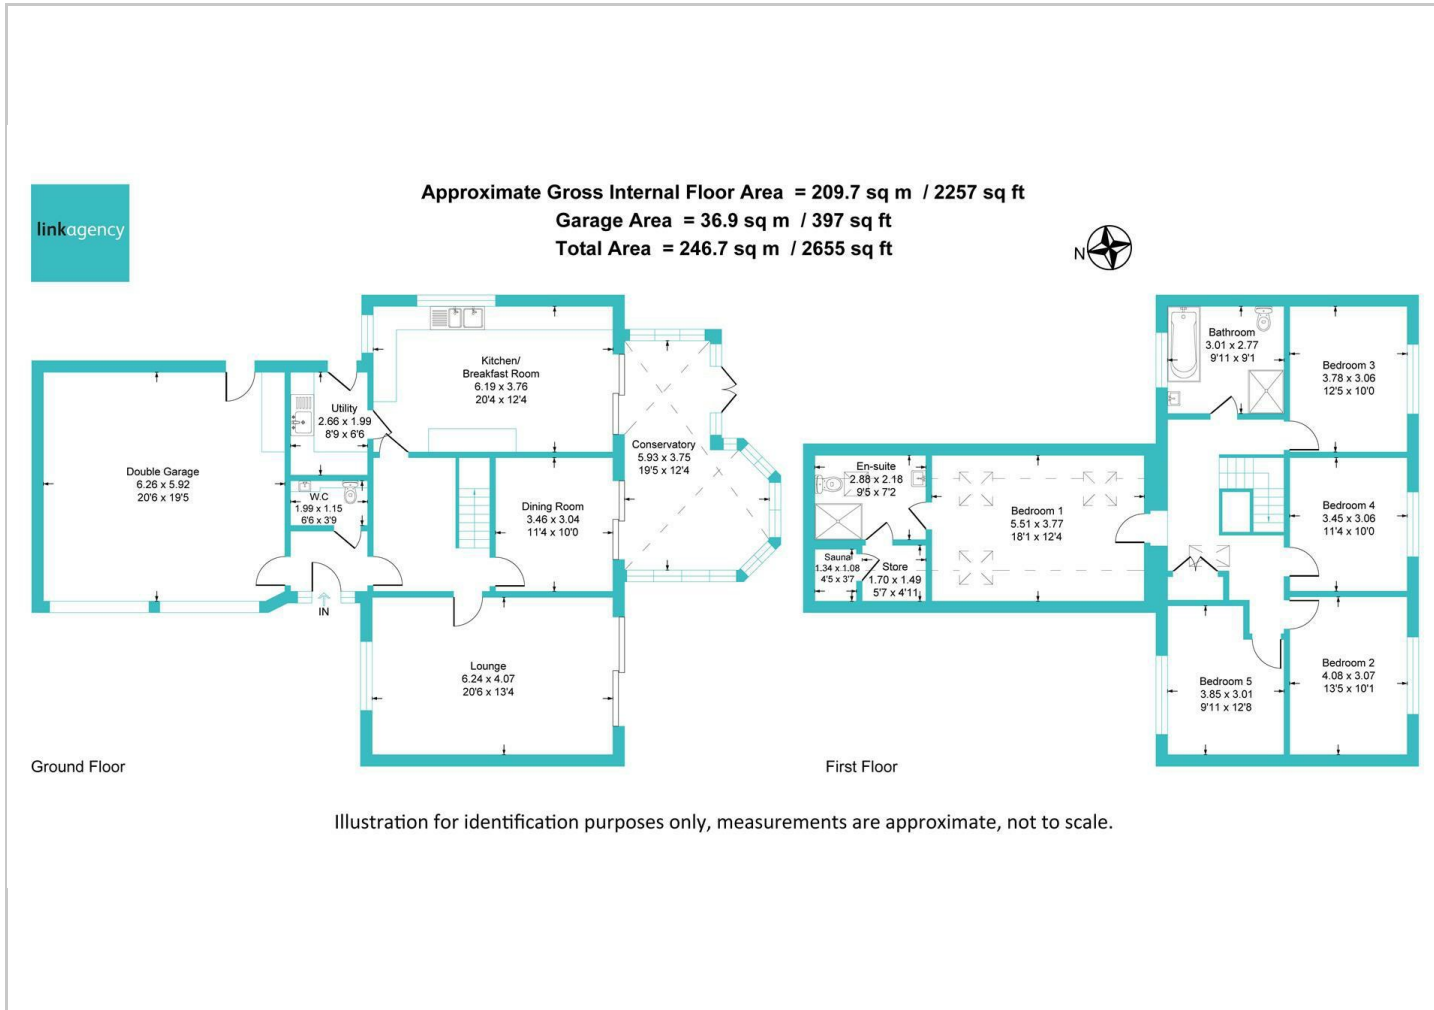 linkagency
Approximate Gross Internal Floor Area = 209.7 sq m / 2257 sq ft
Garage Area = 36.9 sq m / 397 sq ft
Total Area = 246.7 sq m / 2655 sq ft
N
Kitchen/
Breakfast Room
6.19 x 3.76
20'4 x 12'4
Utility
2.66 x 1.99
8'9 x 6'6
Conservatory
5.93 x 3.75
19'5 x 12'4
Double Garage
6.26 x 5.92
20'6 x 19'5
W.C
1.99 x 1.15
6'6 x 3'9
Dining Room
3.46 x 3.04
11'4 x 10'0
IN
Lounge
6.24 x 4.07
20'6 x 13'4
Ground Floor
Bathroom
3.01 x 2.77
9'11 x 9'1
Bedroom 3
3.78 x 3.06
12'5 x 10'0
En-suite
2.88 x 2.18
9'5 x 7'2
Bedroom 1
5.51 x 3.77
18'1 x 12'4
Bedroom 4
3.45 x 3.06
11'4 x 10'0
Sauna
1.34 x 1.08
4'5 x 3'7
Store
1.70 x 1.49
5'7 x 4'11
Bedroom 5
3.85 x 3.01
9'11 x 12'8
Bedroom 2
4.08 x 3.07
13'5 x 10'1
First Floor
Illustration for identification purposes only, measurements are approximate, not to scale.